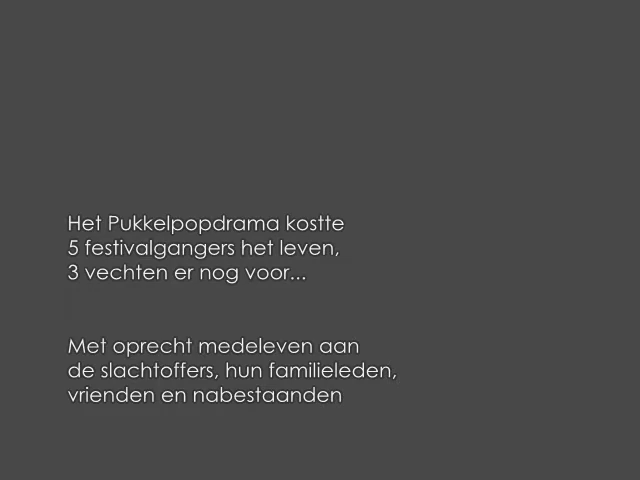 Het Pukkelpopdrama kostte
5 festivalgangers het leven,
3 vechten er nog voor...
Met oprecht medeleven aan
de slachtoffers, hun familieleden,
vrienden en nabestaanden